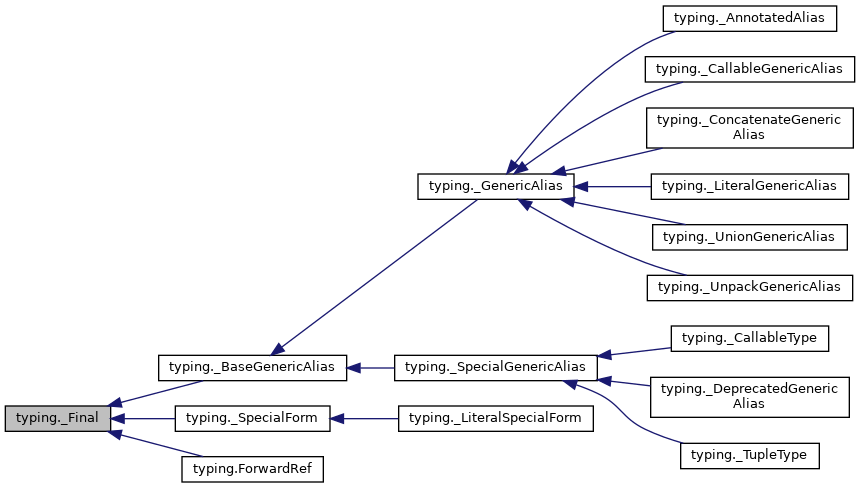 typing._AnnotatedAlias
typing._CallableGenericAlias
typing._ConcatenateGeneric
Alias
typing._GenericAlias
typing._LiteralGenericAlias
typing._UnionGenericAlias
typing._UnpackGenericAlias
typing._CallableType
typing._BaseGenericAlias
typing._SpecialGenericAlias
typing._DeprecatedGeneric
Alias
typing._Final
typing._SpecialForm
typing._LiteralSpecialForm
typing._TupleType
typing.ForwardRef